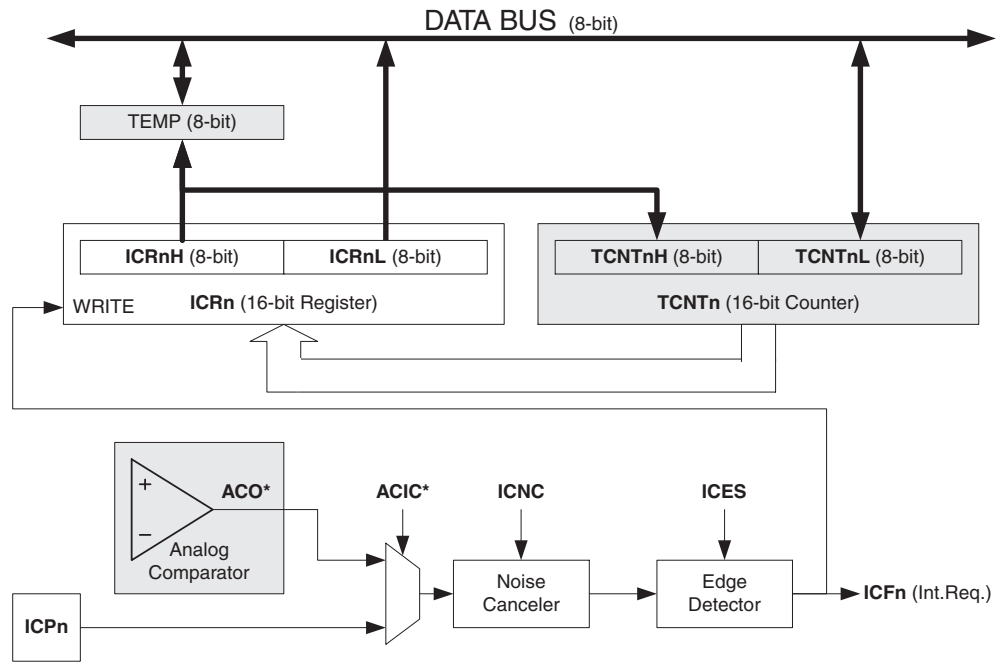 DATA BUS (8-bit)
TEMP (8-bit)
ICRnH (8-bit)
ICRnL (8-bit)
TCNTnH (8-bit)
TCNTnL (8-bit)
WRITE
ICRn (16-bit Register)
TCNTn (16-bit Counter)
+
−
ACO*
Analog
Comparator
ACIC*
ICNC
ICES
Noise
Canceler
Edge
Detector
ICFn (Int.Req.)
ICPn